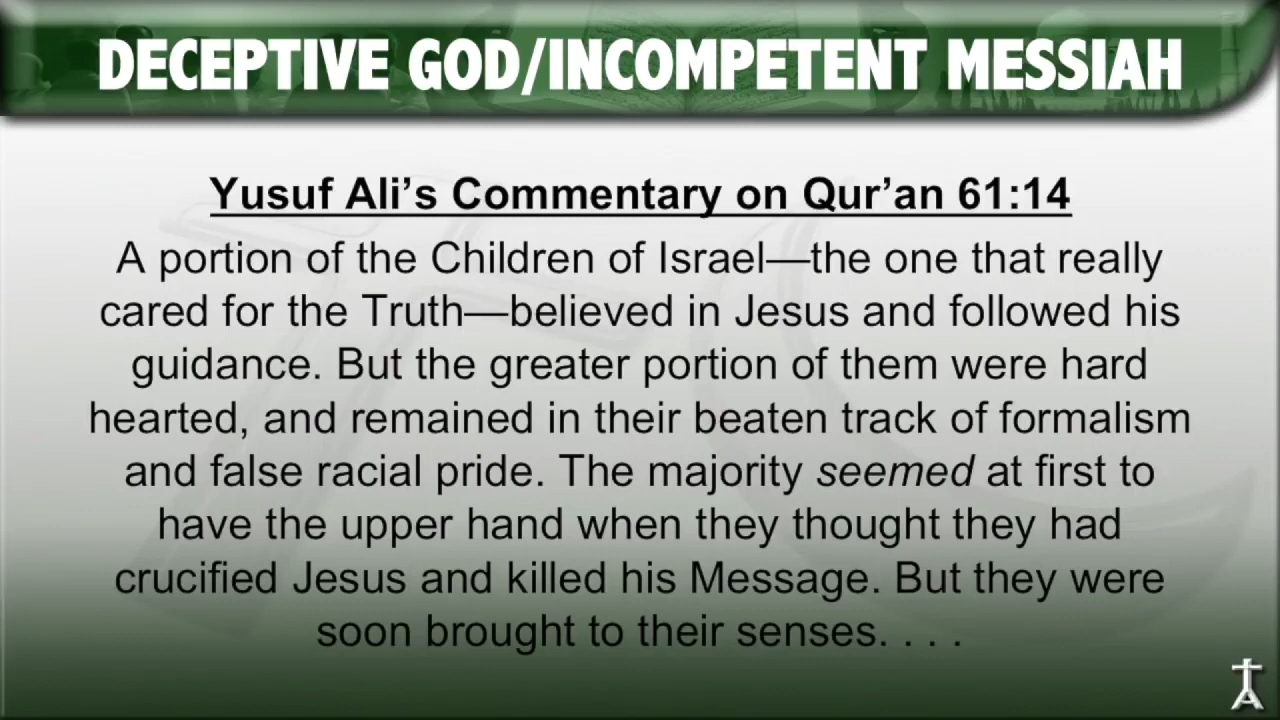 DECEPTIVE GOD/INCOMPETENT MESSIAH
Yusuf Ali’s Commentary on Qur’an 61:14
A portion of the Children of Israel—the one that really
cared for the Truth—believed in Jesus and followed his
guidance. But the greater portion of them were hard
hearted, and remained in their beaten track of formalism
and false racial pride. The majority seemed at first to
have the upper hand when they thought they had
crucified Jesus and killed his Message. But they were
soon brought to their senses. . . .